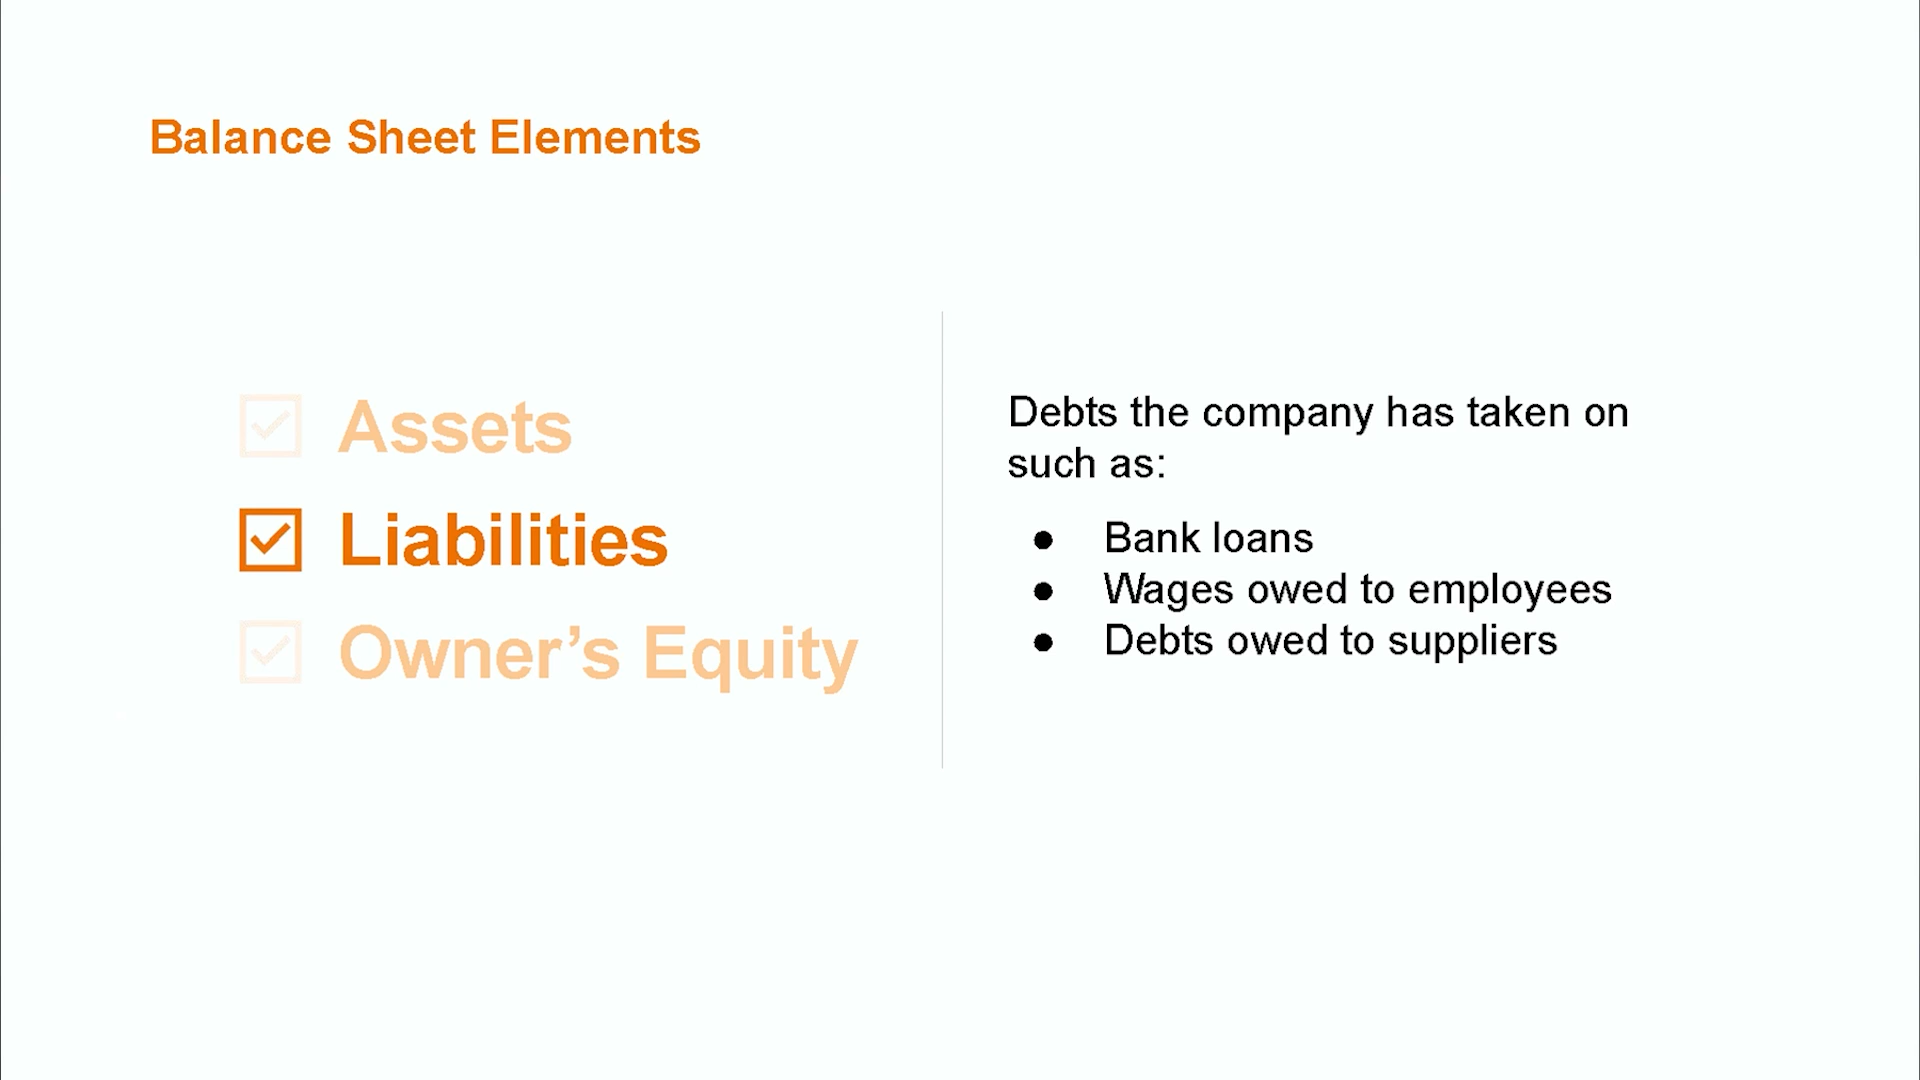 Balance Sheet Elements
Assets
Liabilities
Owner’s Equity
Debts the company has taken on
such as:
● Bank loans
● Wages owed to employees
● Debts owed to suppliers